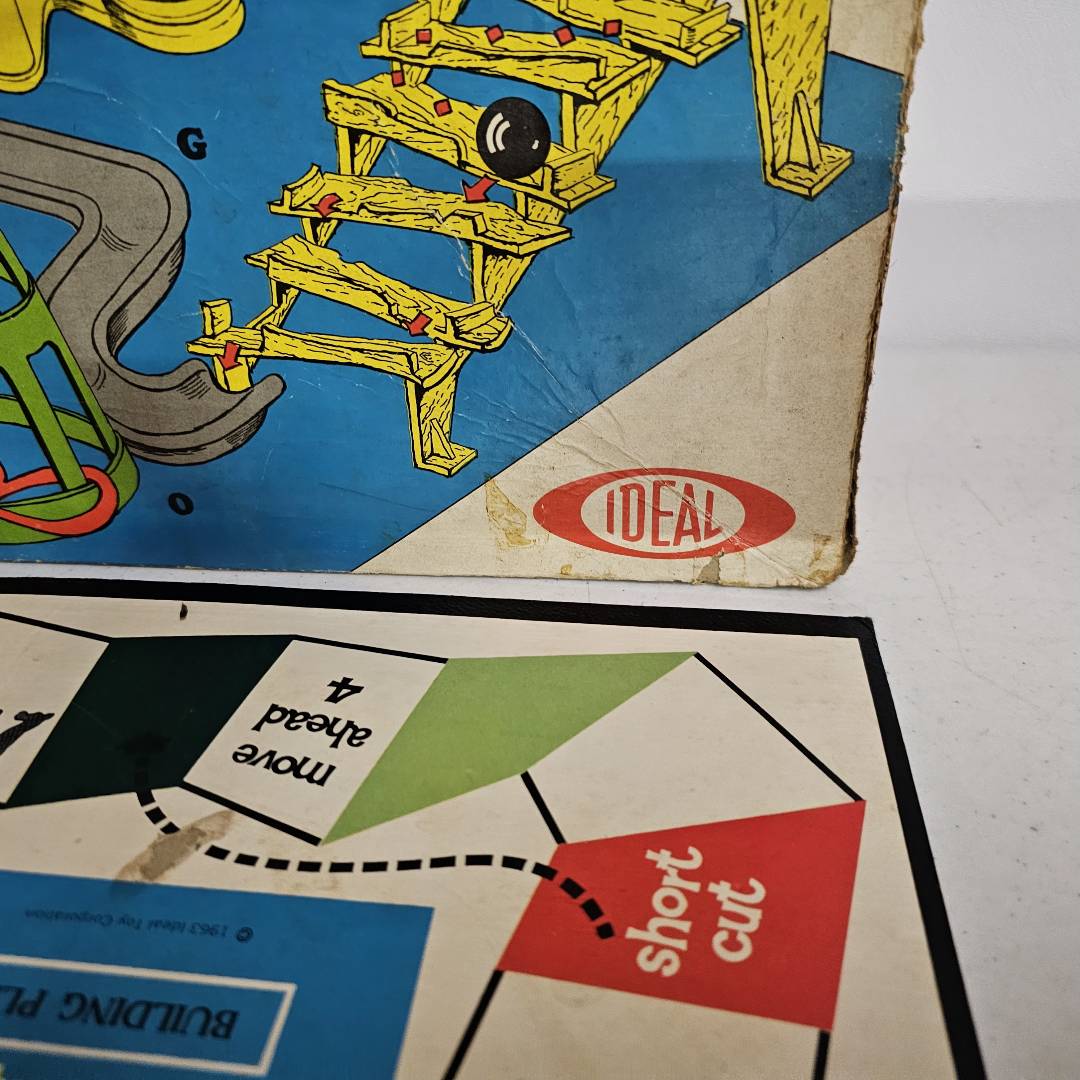 G
O
IDEAL
move
ahead
4
short
cut
© 1963 Ideal Toy Corporation
BUILDING PL